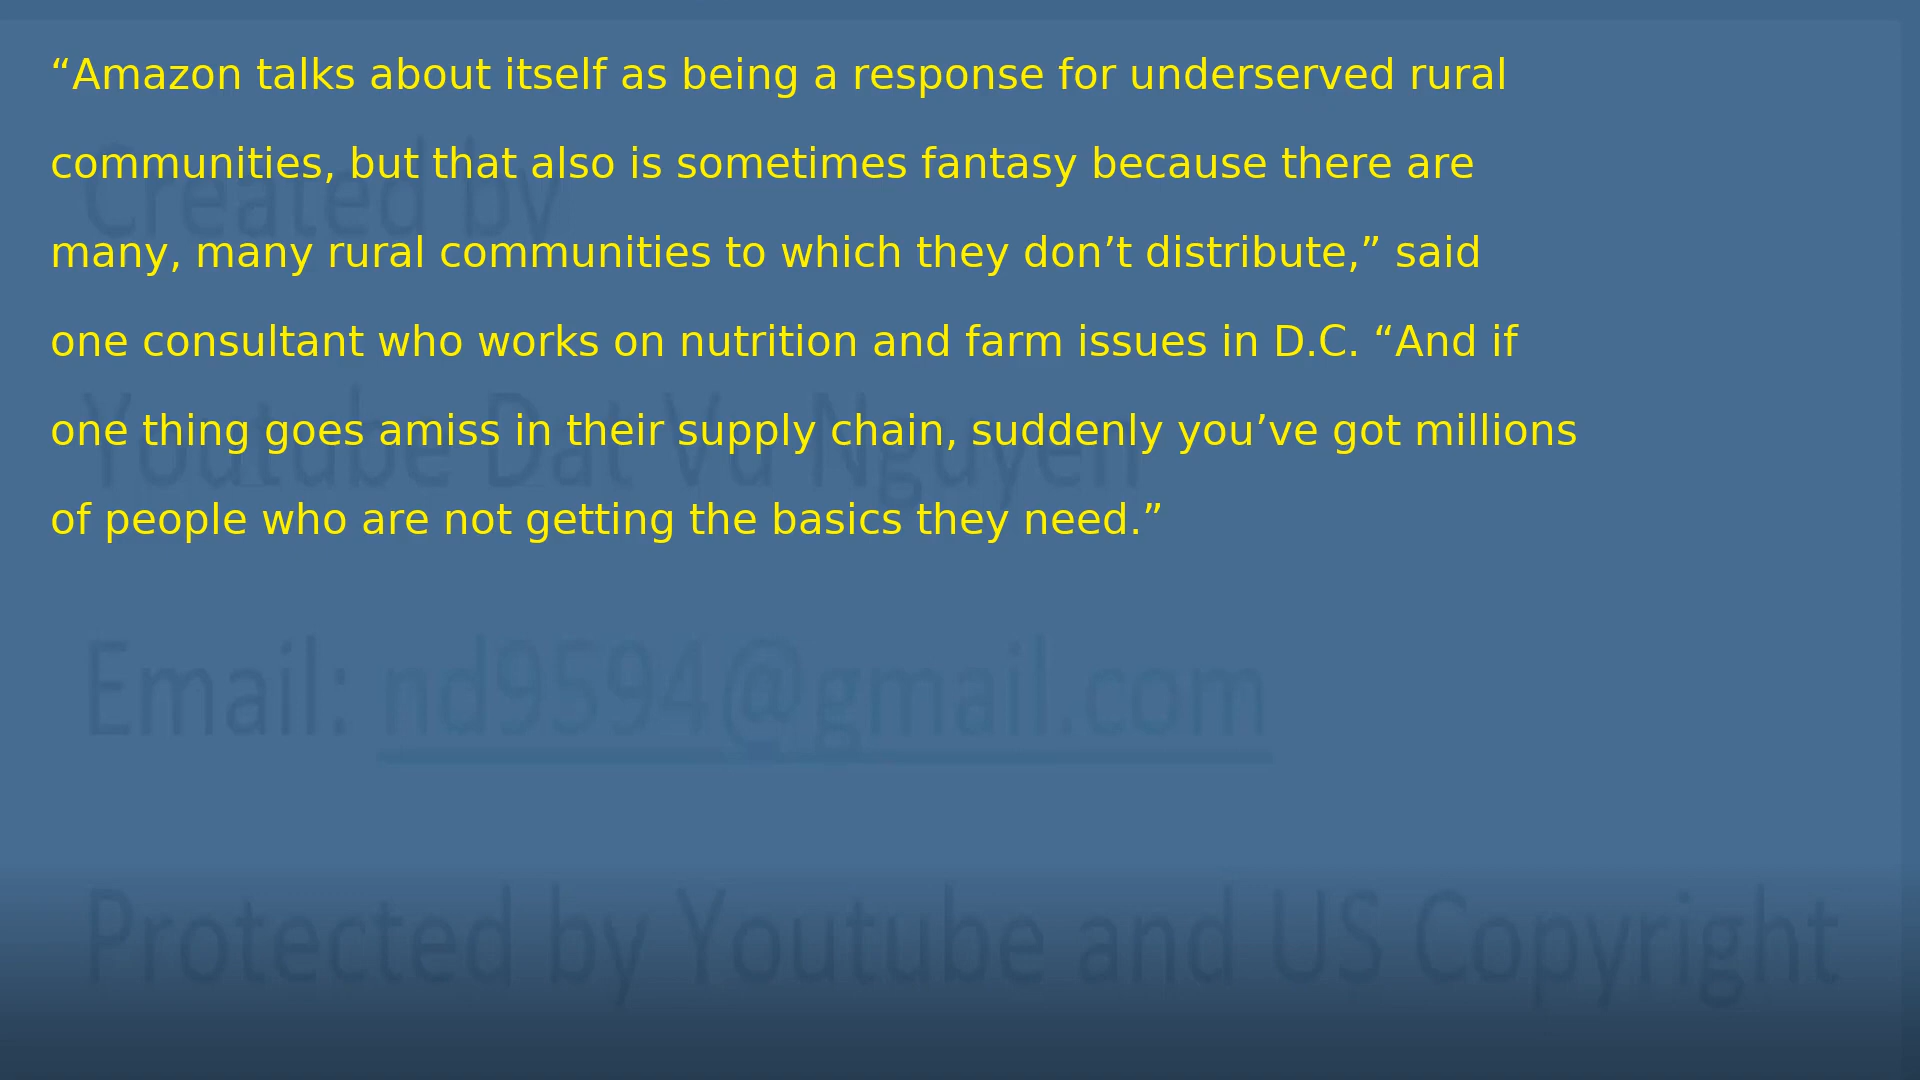 “Amazon talks about itself as being a response for underserved rural
communities, but that also is sometimes fantasy because there are
many, many rural communities to which they don’t distribute,” said
one consultant who works on nutrition and farm issues in D.C. “And if
one thing goes amiss in their supply chain, suddenly you’ve got millions
of people who are not getting the basics they need.”
Created by
Youtube Dat Vu Nguyen
Email: nd9594@gmail.com
Protected by Youtube and US Copyright